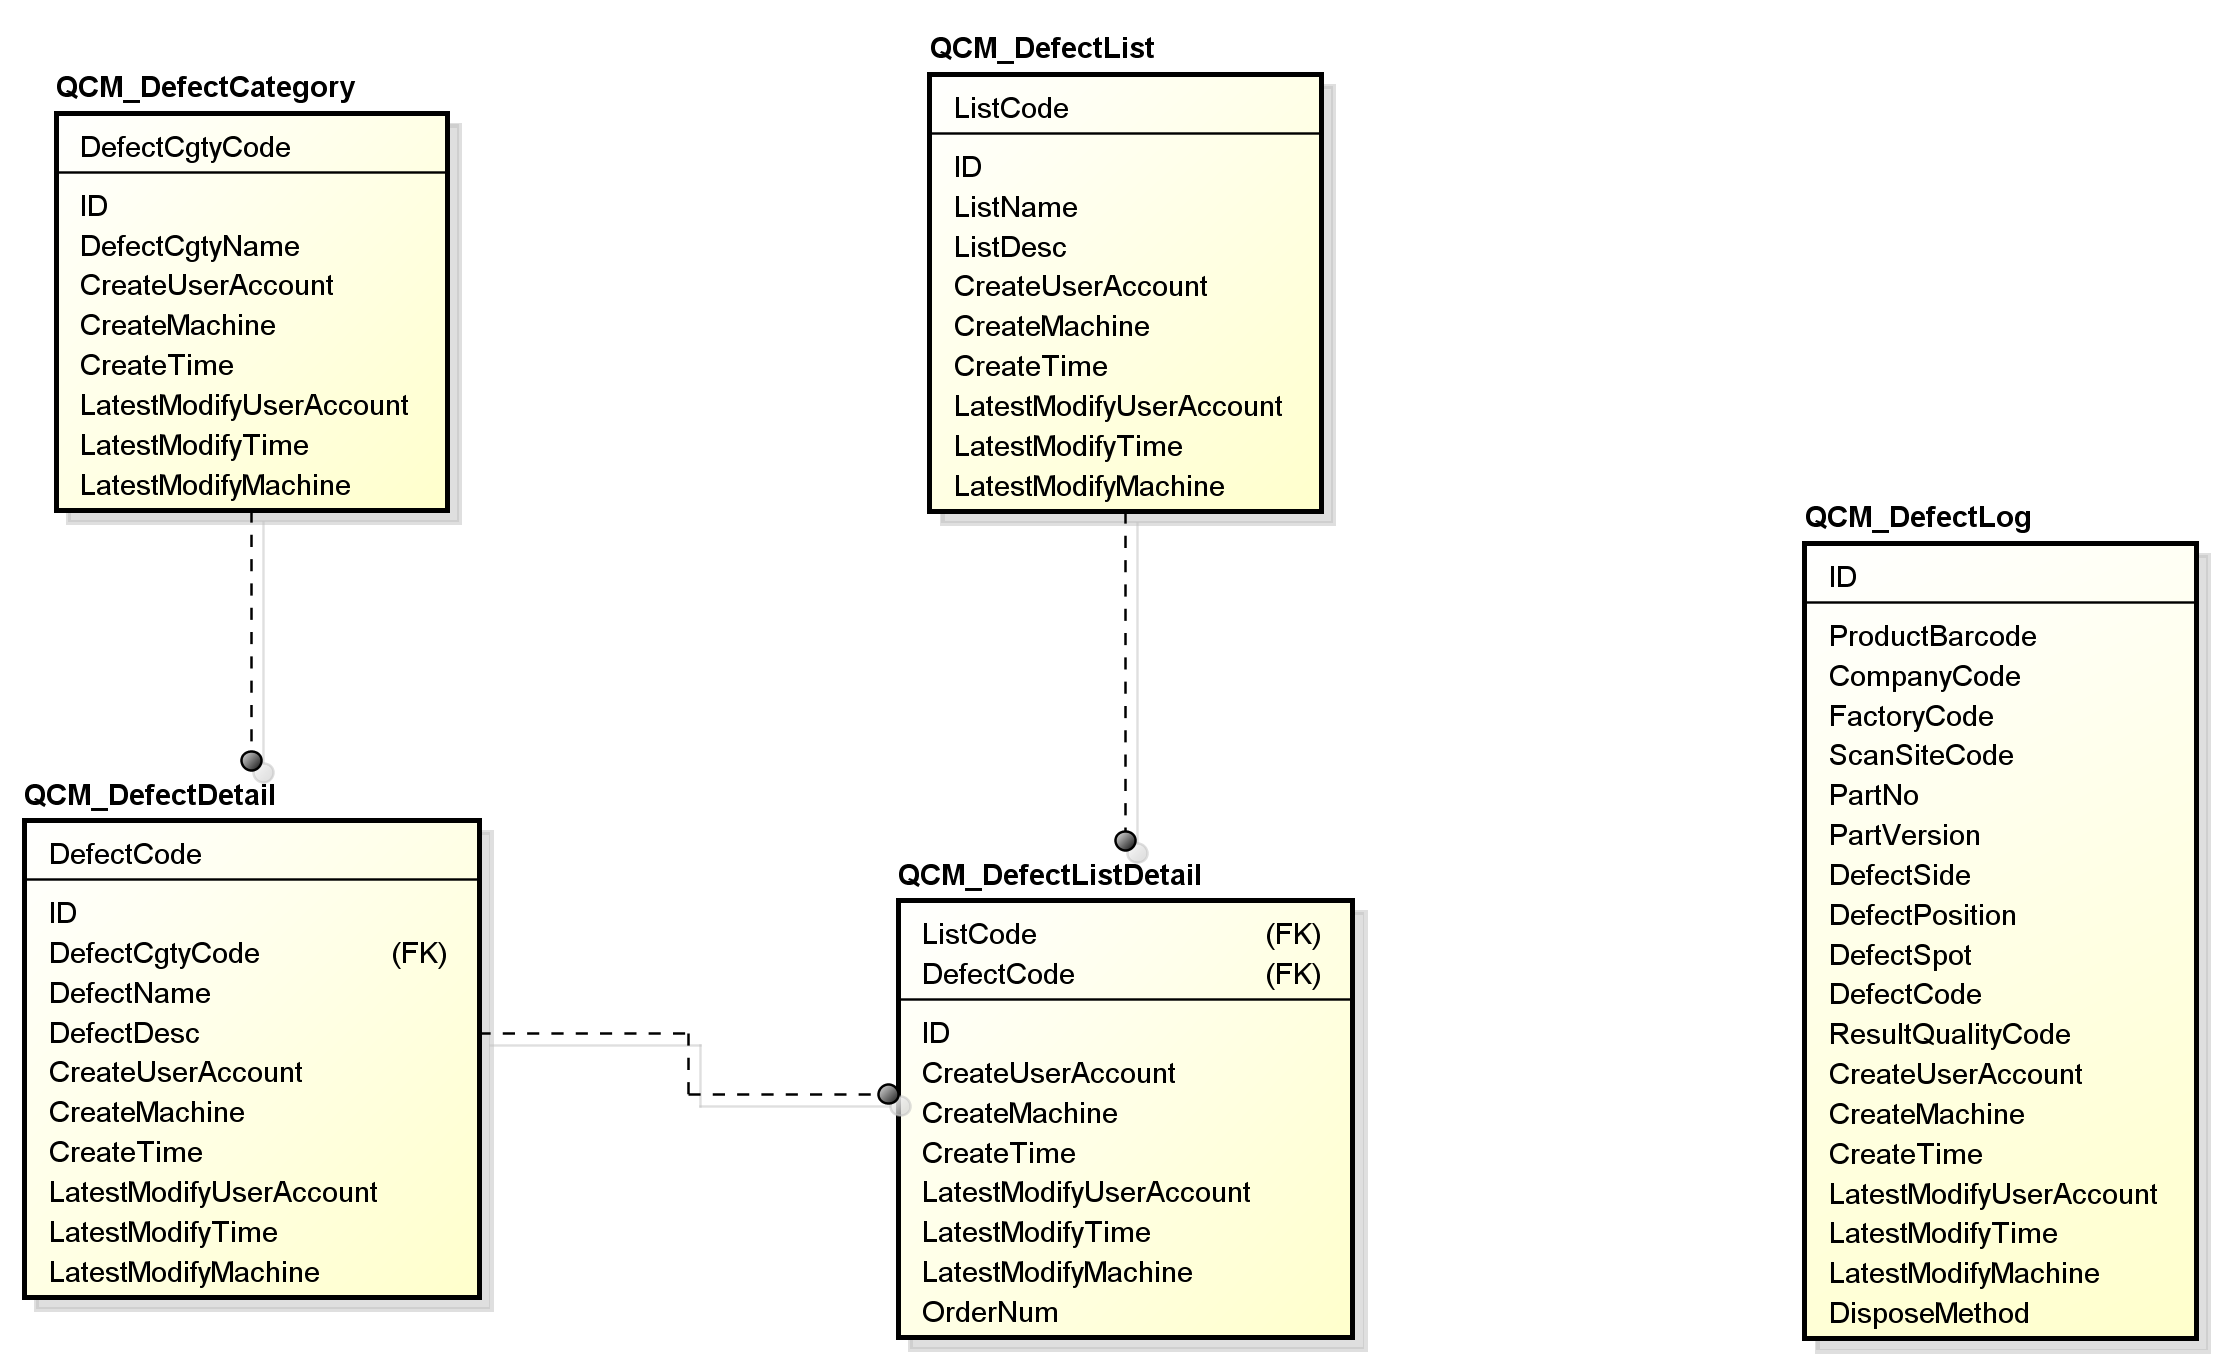 QCM_DefectCategory
DefectCgtyCode
ID
DefectCgtyName
CreateUserAccount
CreateMachine
CreateTime
LatestModifyUserAccount
LatestModifyTime
LatestModifyMachine
QCM_DefectList
ListCode
ID
ListName
ListDesc
CreateUserAccount
CreateMachine
CreateTime
LatestModifyUserAccount
LatestModifyTime
LatestModifyMachine
QCM_DefectDetail
DefectCode
ID
DefectCgtyCode (FK)
DefectName
DefectDesc
CreateUserAccount
CreateMachine
CreateTime
LatestModifyUserAccount
LatestModifyTime
LatestModifyMachine
QCM_DefectListDetail
ListCode (FK)
DefectCode (FK)
ID
CreateUserAccount
CreateMachine
CreateTime
LatestModifyUserAccount
LatestModifyTime
LatestModifyMachine
OrderNum
QCM_DefectLog
ID
ProductBarcode
CompanyCode
FactoryCode
ScanSiteCode
PartNo
PartVersion
DefectSide
DefectPosition
DefectSpot
DefectCode
ResultQualityCode
CreateUserAccount
CreateMachine
CreateTime
LatestModifyUserAccount
LatestModifyTime
LatestModifyMachine
DisposeMethod